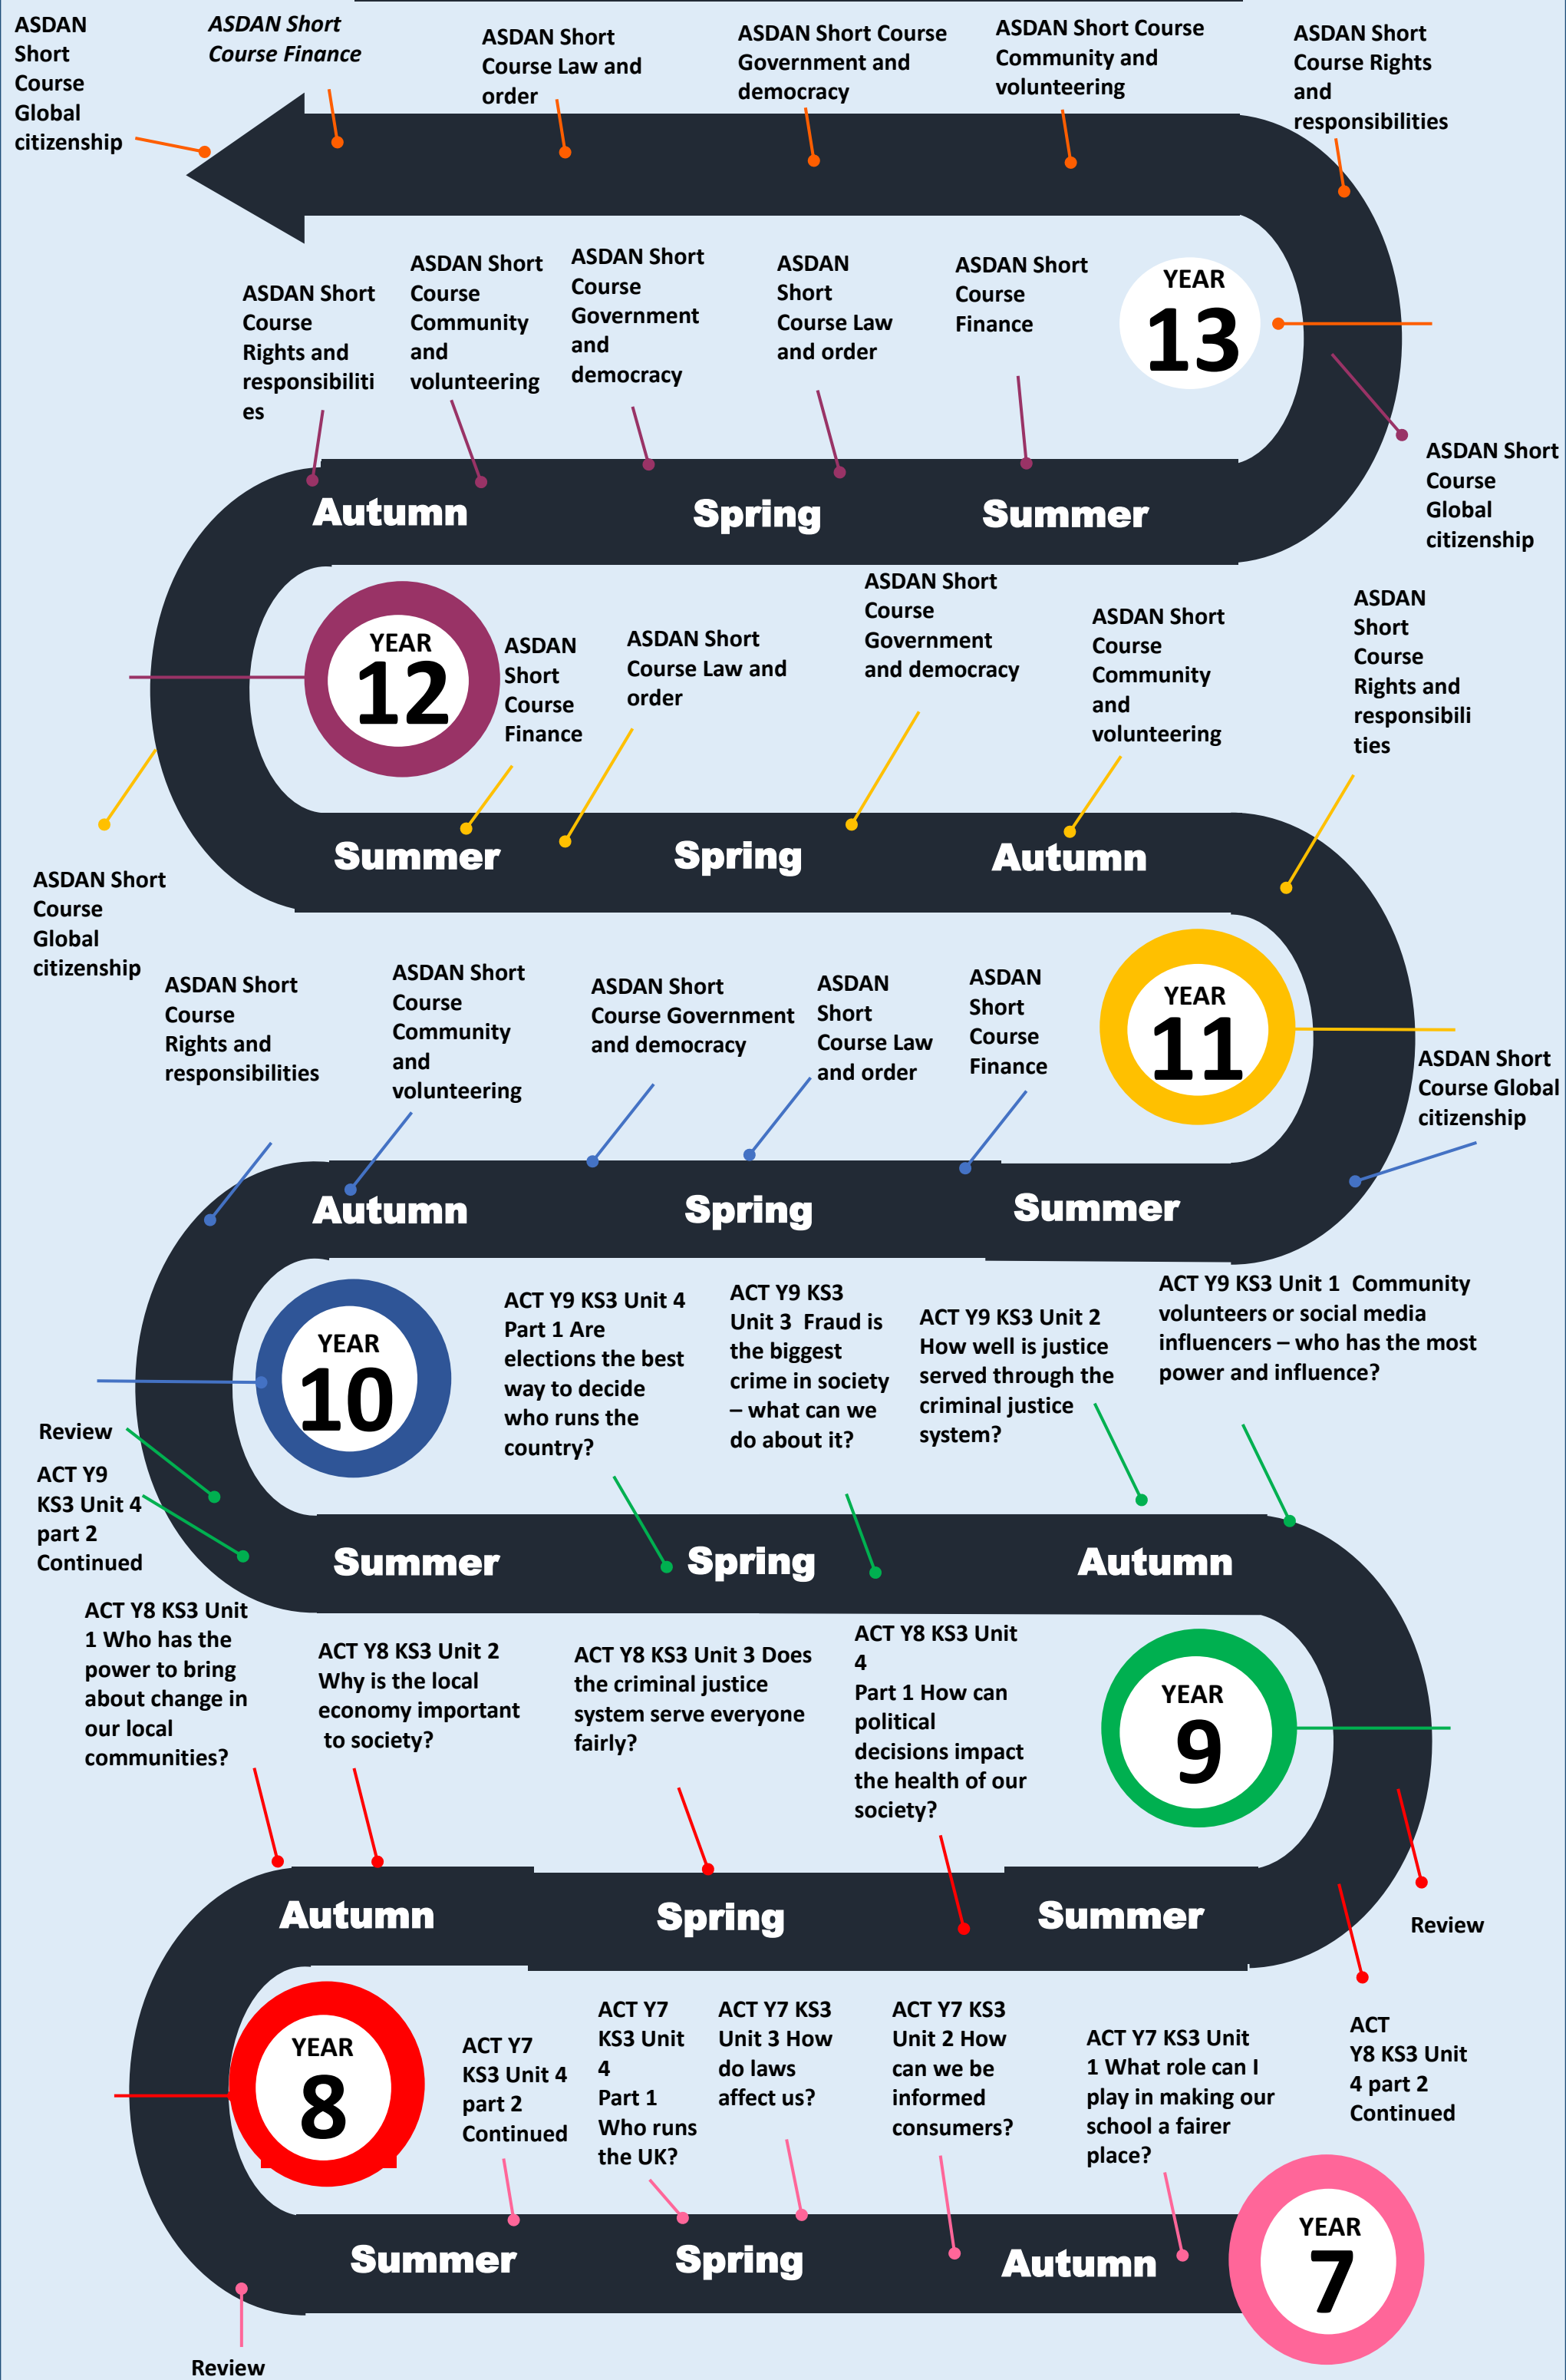 ASDAN
Short
Course
Global
citizenship
ASDAN Short
Course Finance
ASDAN Short
Course Law and
order
ASDAN Short Course
Government and
democracy
ASDAN Short Course
Community and
volunteering
ASDAN Short
Course Rights
and
responsibilities
ASDAN Short
Course
Rights and
responsibiliti
es
ASDAN Short
Course
Community
and
volunteering
ASDAN Short
Course
Government
and
democracy
ASDAN
Short
Course Law
and order
ASDAN Short
Course
Finance
YEAR
13
ASDAN Short
Course
Global
citizenship
Autumn
Spring
Summer
YEAR
12
ASDAN
Short
Course
Finance
ASDAN Short
Course Law and
order
ASDAN Short
Course
Government
and democracy
ASDAN Short
Course
Community
and
volunteering
ASDAN
Short
Course
Rights and
responsibili
ties
Summer
Spring
Autumn
ASDAN Short
Course
Global
citizenship
ASDAN Short
Course
Rights and
responsibilities
ASDAN Short
Course
Community
and
volunteering
ASDAN Short
Course Government
and democracy
ASDAN
Short
Course Law
and order
ASDAN
Short
Course
Finance
YEAR
11
ASDAN Short
Course Global
citizenship
Autumn
Spring
Summer
YEAR
10
ACT Y9 KS3 Unit 4
Part 1 Are
elections the best
way to decide
who runs the
country?
ACT Y9 KS3
Unit 3 Fraud is
the biggest
crime in society
– what can we
do about it?
ACT Y9 KS3 Unit 2
How well is justice
served through the
criminal justice
system?
ACT Y9 KS3 Unit 1 Community
volunteers or social media
influencers – who has the most
power and influence?
Review
ACT Y9
KS3 Unit 4
part 2
Continued
Summer
Spring
Autumn
ACT Y8 KS3 Unit
1 Who has the
power to bring
about change in
our local
communities?
ACT Y8 KS3 Unit 2
Why is the local
economy important
to society?
ACT Y8 KS3 Unit 3 Does
the criminal justice
system serve everyone
fairly?
ACT Y8 KS3 Unit
4
Part 1 How can
political
decisions impact
the health of our
society?
YEAR
9
Autumn
Spring
Summer
Review
YEAR
8
ACT Y7
KS3 Unit 4
part 2
Continued
ACT Y7
KS3 Unit
4
Part 1
Who runs
the UK?
ACT Y7 KS3
Unit 3 How
do laws
affect us?
ACT Y7 KS3
Unit 2 How
can we be
informed
consumers?
ACT Y7 KS3 Unit
1 What role can I
play in making our
school a fairer
place?
ACT
Y8 KS3 Unit
4 part 2
Continued
Summer
Spring
Autumn
YEAR
7
Review